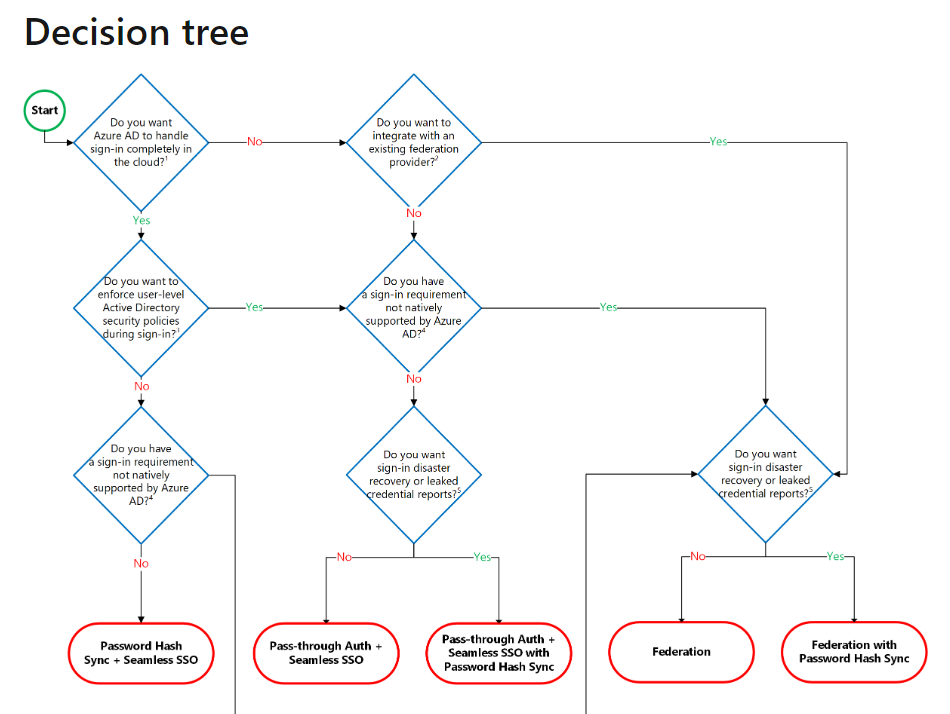 Decision tree
Start
Do you want
Azure AD to handle
sign-in completely in
the cloud?¹
No
Do you want to
integrate with an
existing federation
provider?²
Yes
Yes
No
Do you want to
enforce user-level
Active Directory
security policies
during sign-in?³
Yes
Do you have
a sign-in requirement
not natively
supported by Azure
AD?⁴
Yes
No
No
Do you have
a sign-in requirement
not natively
supported by Azure
AD?⁴
Do you want
sign-in disaster
recovery or leaked
credential reports?⁵
Do you want
sign-in disaster
recovery or leaked
credential reports?⁵
No
No
Yes
No
Yes
Password Hash
Sync + Seamless SSO
Pass-through Auth +
Seamless SSO
Pass-through Auth +
Seamless SSO with
Password Hash Sync
Federation
Federation with
Password Hash Sync